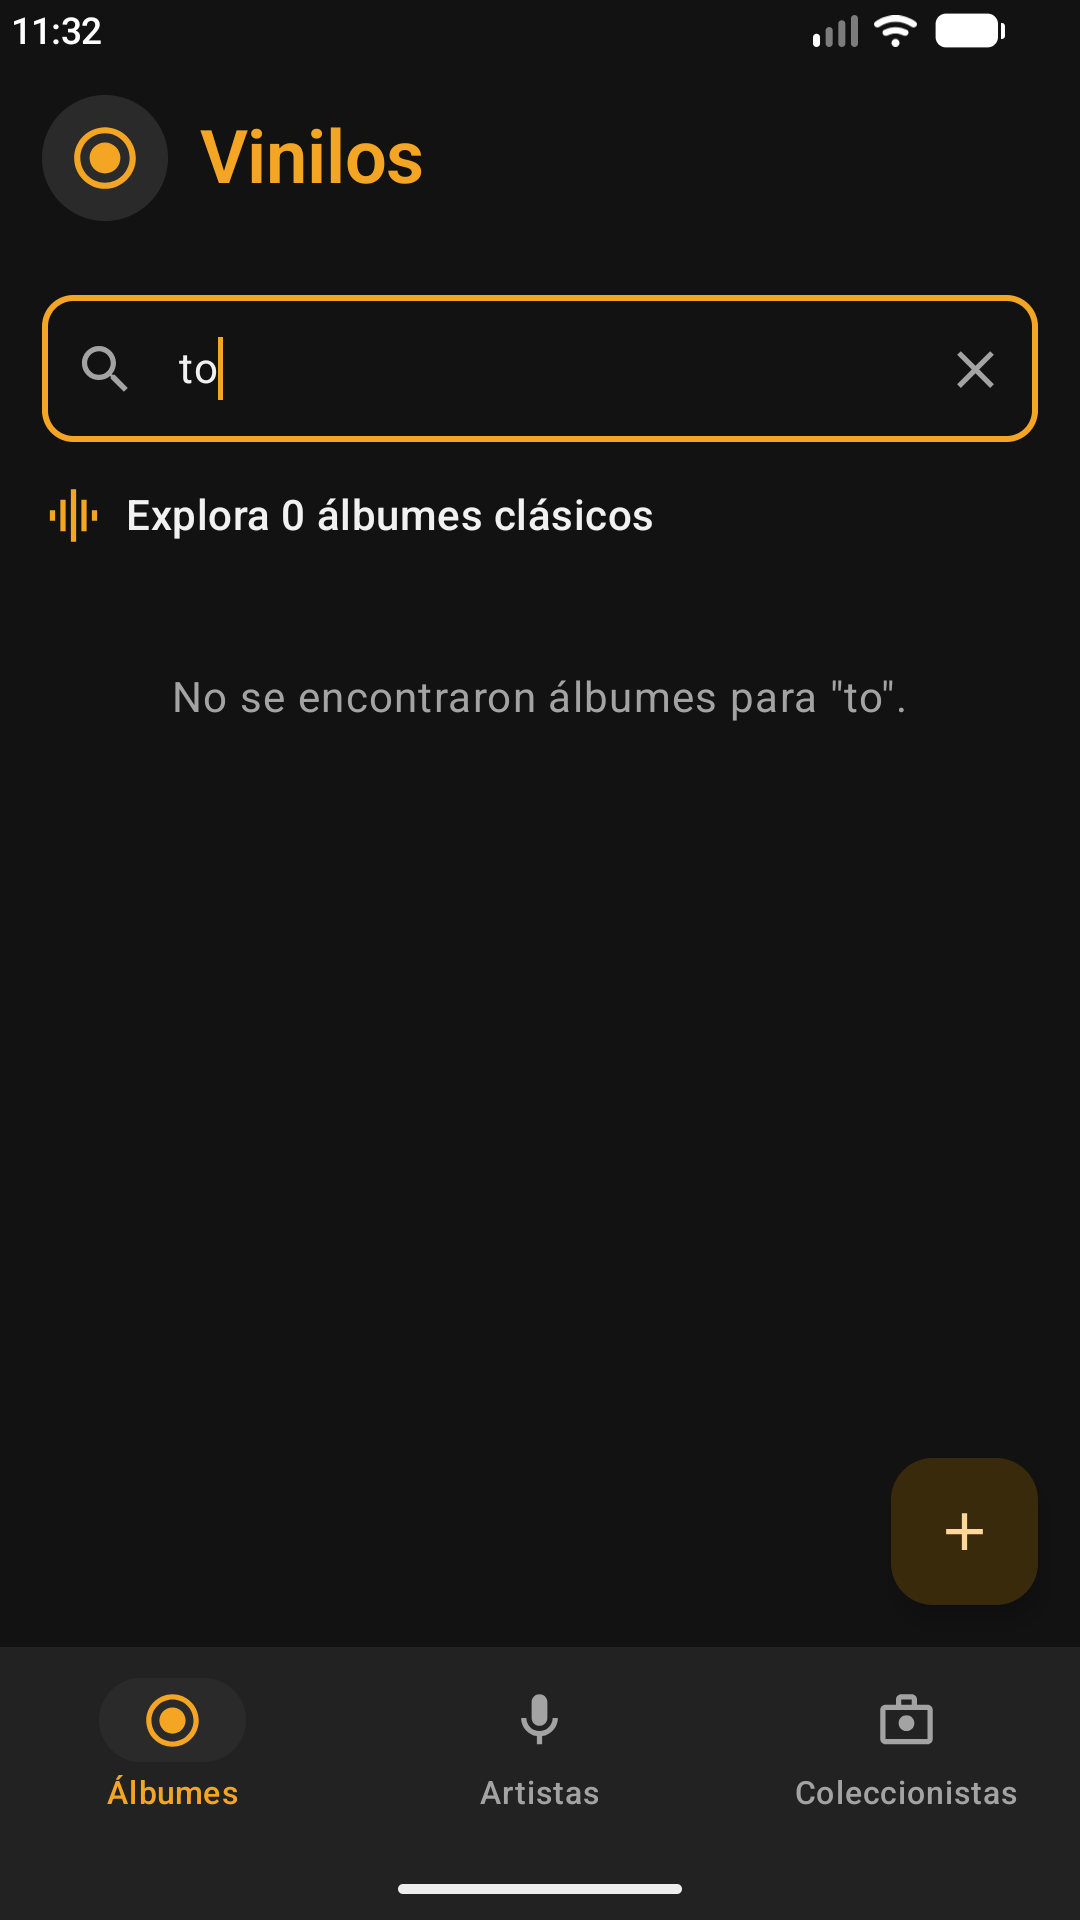 11:32
Vinilos
to
Explora 0 álbumes clásicos
No se encontraron álbumes para "to".
Álbumes
Artistas
Coleccionistas